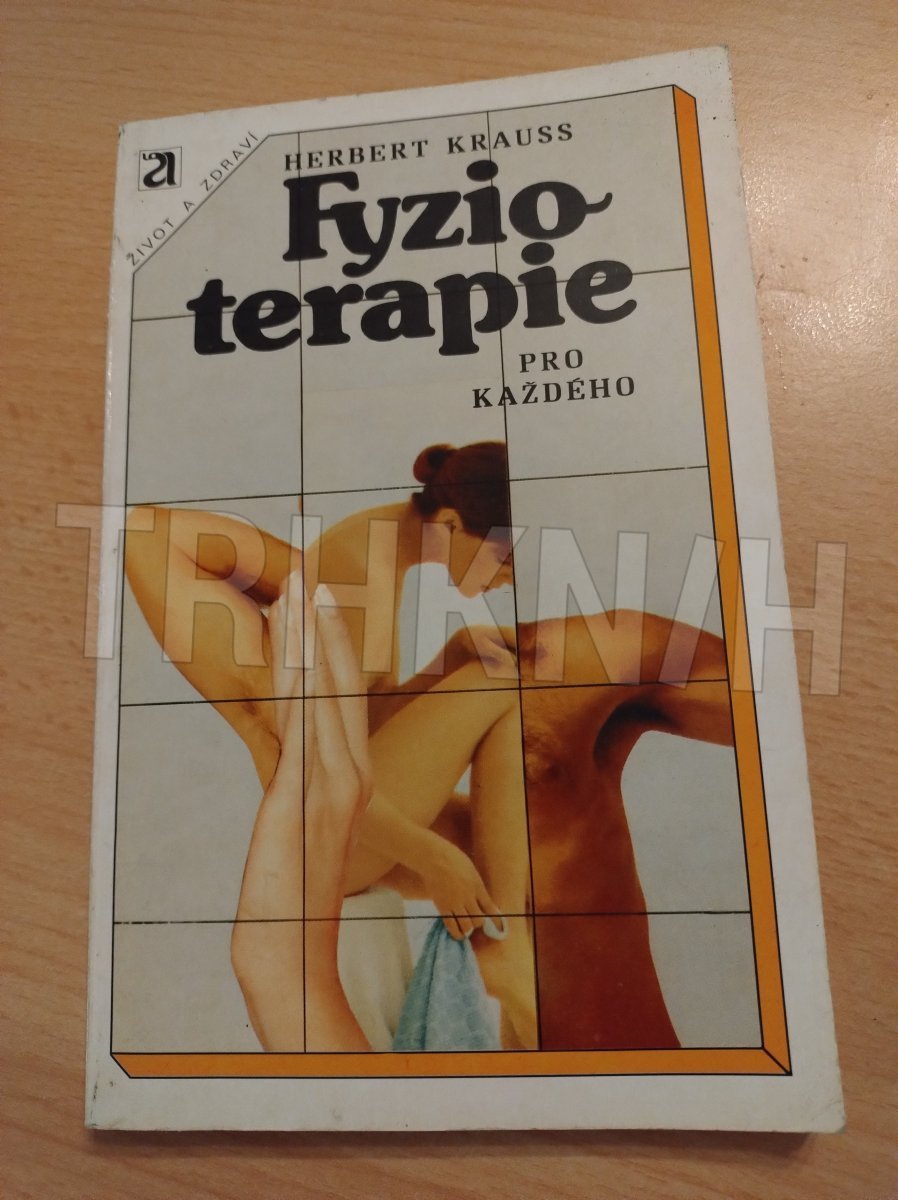 ŽIVOT A ZDRAVÍ
HERBERT KRAUSS
Fyzio-
terapie
PRO
KAŽDÉHO
TRHKNIH